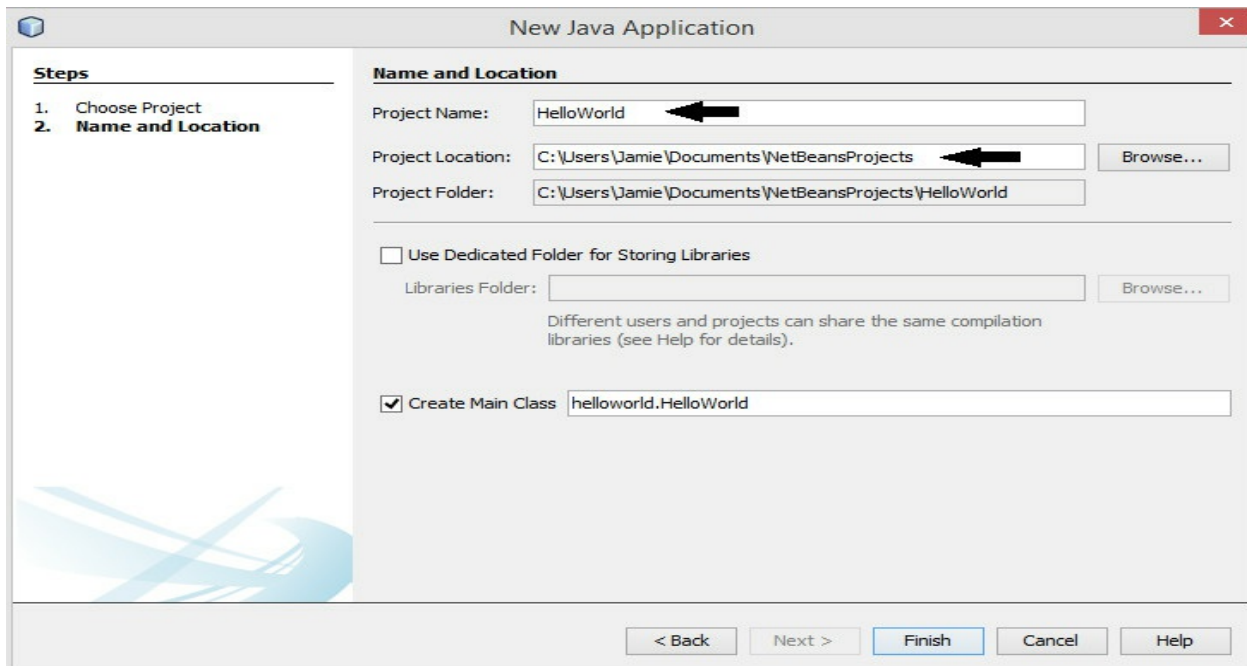 New Java Application
Steps
1. Choose Project
2. Name and Location
Name and Location
Project Name: HelloWorld
Project Location: C:\Users\Jamie\Documents\NetBeansProjects Browse...
Project Folder: C:\Users\Jamie\Documents\NetBeansProjects\HelloWorld
Use Dedicated Folder for Storing Libraries
Libraries Folder: Browse...
Different users and projects can share the same compilation
libraries (see Help for details).
Create Main Class helloworld.HelloWorld
< Back Next > Finish Cancel Help